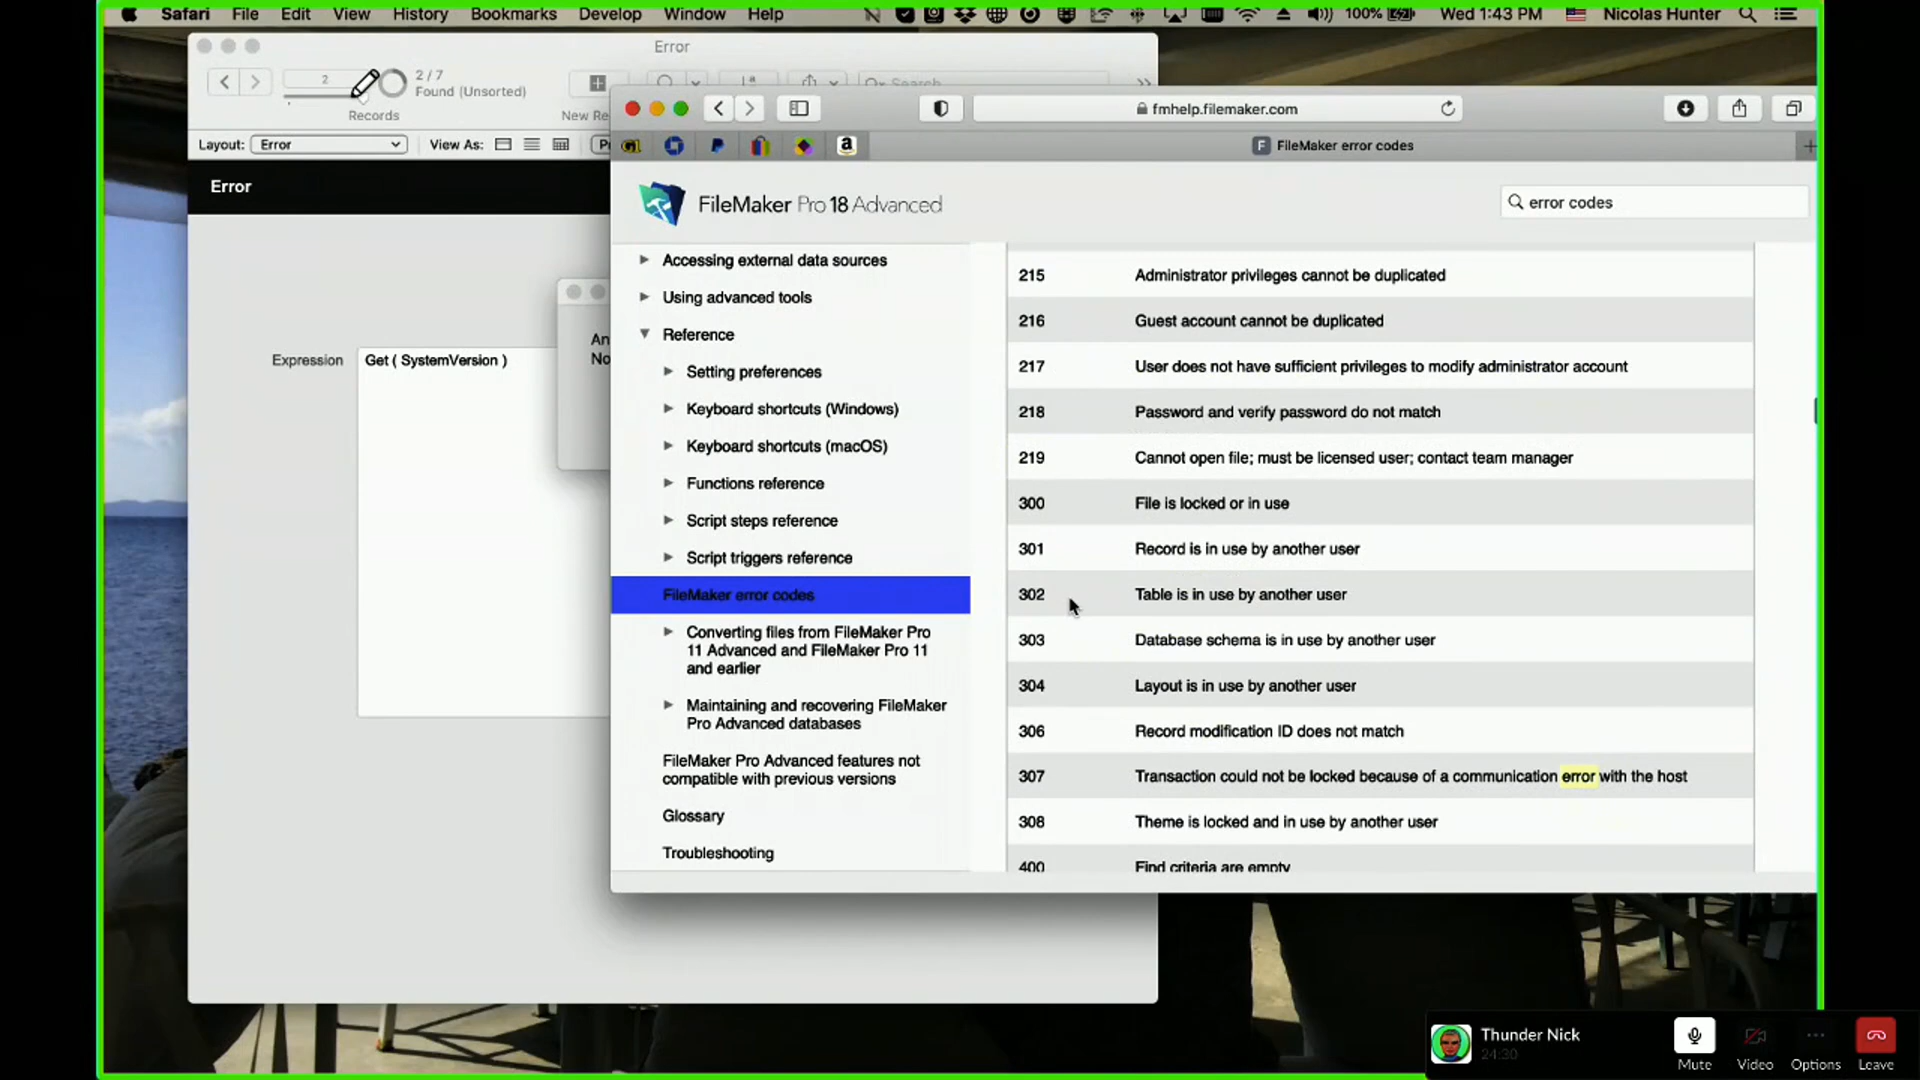 Safari File Edit View History Bookmarks Develop Window Help 100% Wed 1:43 PM Nicolas Hunter
Error
2 2 / 7
Found (Unsorted)
Records
New Re
Search
Layout: Error View As:
Error
Expression
Get ( SystemVersion )
An
No
fmhelp.filemaker.com
FileMaker error codes
FileMaker Pro 18 Advanced
error codes
Accessing external data sources
Using advanced tools
Reference
Setting preferences
Keyboard shortcuts (Windows)
Keyboard shortcuts (macOS)
Functions reference
Script steps reference
Script triggers reference
FileMaker error codes
Converting files from FileMaker Pro
11 Advanced and FileMaker Pro 11
and earlier
Maintaining and recovering FileMaker
Pro Advanced databases
FileMaker Pro Advanced features not
compatible with previous versions
Glossary
Troubleshooting
215 Administrator privileges cannot be duplicated
216 Guest account cannot be duplicated
217 User does not have sufficient privileges to modify administrator account
218 Password and verify password do not match
219 Cannot open file; must be licensed user; contact team manager
300 File is locked or in use
301 Record is in use by another user
302 Table is in use by another user
303 Database schema is in use by another user
304 Layout is in use by another user
306 Record modification ID does not match
307 Transaction could not be locked because of a communication error with the host
308 Theme is locked and in use by another user
400 Find criteria are empty
Thunder Nick
24:30
Mute Video Options Leave